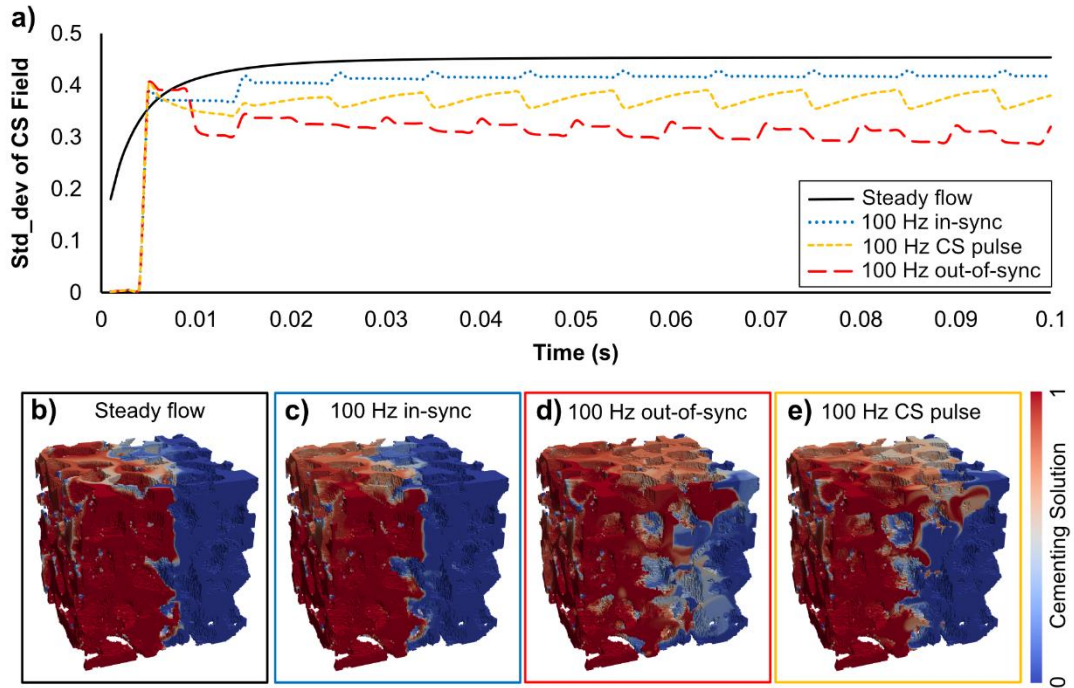 a)
Std_dev of CS Field
0.5
0.4
0.3
0.2
0.1
0
0
0.01
0.02
0.03
0.04
0.05
0.06
0.07
0.08
0.09
0.1
Time (s)
Steady flow
100 Hz in-sync
100 Hz CS pulse
100 Hz out-of-sync
b) Steady flow
c) 100 Hz in-sync
d) 100 Hz out-of-sync
e) 100 Hz CS pulse
1
Cementing Solution
0